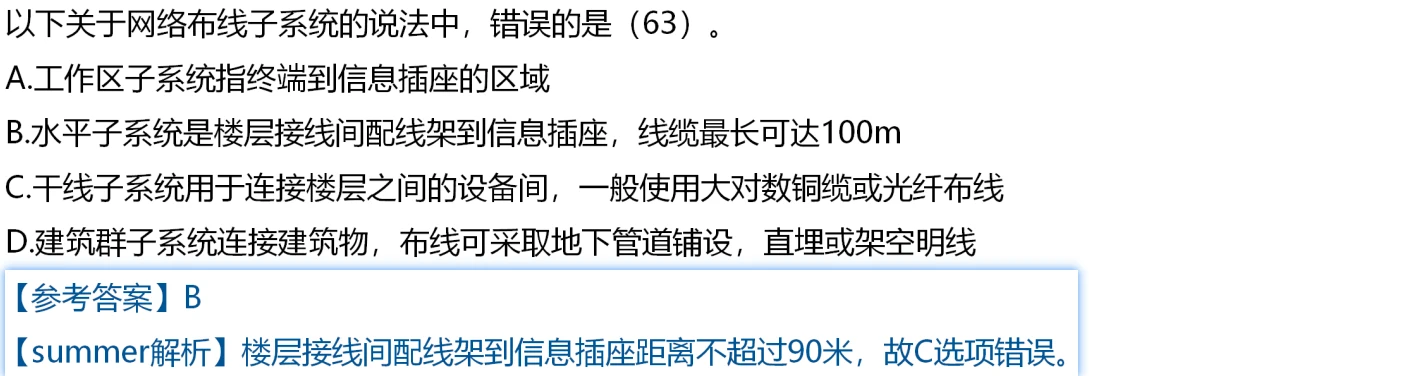 以下关于网络布线子系统的说法中，错误的是（63）。
A.工作区子系统指终端到信息插座的区域
B.水平子系统是楼层接线间配线架到信息插座，线缆最长可达100m
C.干线子系统用于连接楼层之间的设备间，一般使用大对数铜缆或光纤布线
D.建筑群子系统连接建筑物，布线可采取地下管道铺设，直埋或架空明线
【参考答案】B
【summer解析】楼层接线间配线架到信息插座距离不超过90米，故C选项错误。